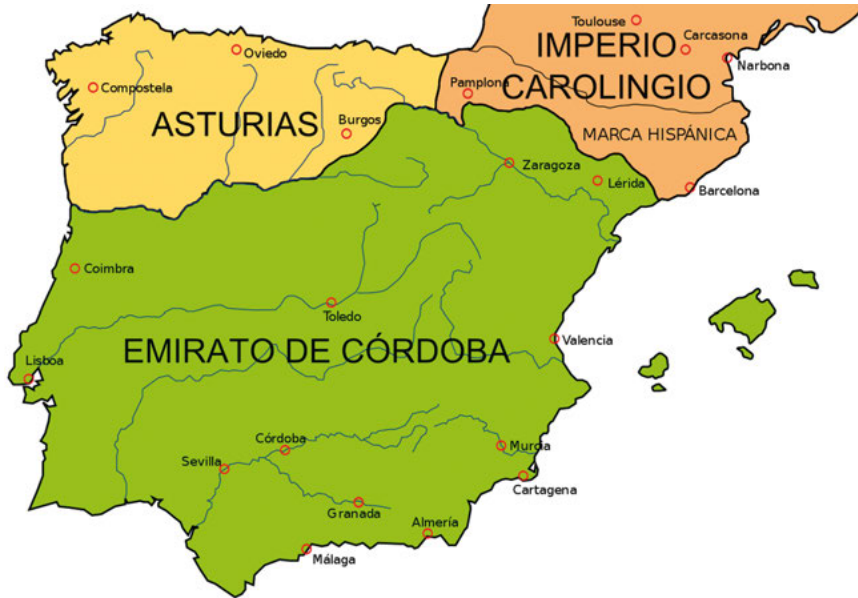 Toulouse
IMPERIO
Carcasona
Oviedo
Narbona
Compostela
Pamplona
CAROLINGIO
ASTURIAS
Burgos
MARCA HISPÁNICA
Zaragoza
Lérida
Barcelona
Coimbra
Toledo
Valencia
EMIRATO DE CÓRDOBA
Lisboa
Córdoba
Murcia
Sevilla
Cartagena
Granada
Almería
Málaga